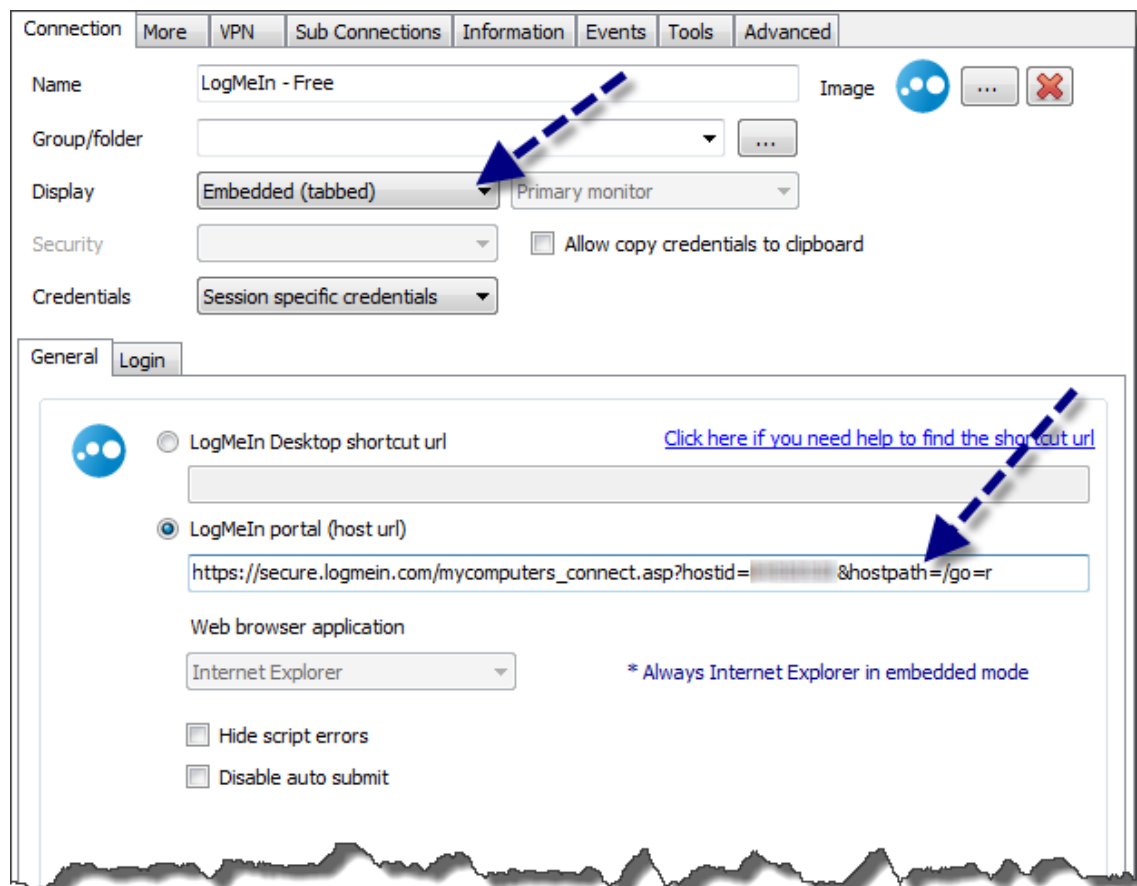 Connection More VPN Sub Connections Information Events Tools Advanced
Name LogMeIn - Free Image ...
Group/folder ...
Display Embedded (tabbed) Primary monitor
Security Allow copy credentials to clipboard
Credentials Session specific credentials
General Login
LogMeIn Desktop shortcut url Click here if you need help to find the shortcut url
LogMeIn portal (host url)
https://secure.logmein.com/mycomputers_connect.asp?hostid= &hostpath=/go=r
Web browser application
Internet Explorer * Always Internet Explorer in embedded mode
Hide script errors
Disable auto submit